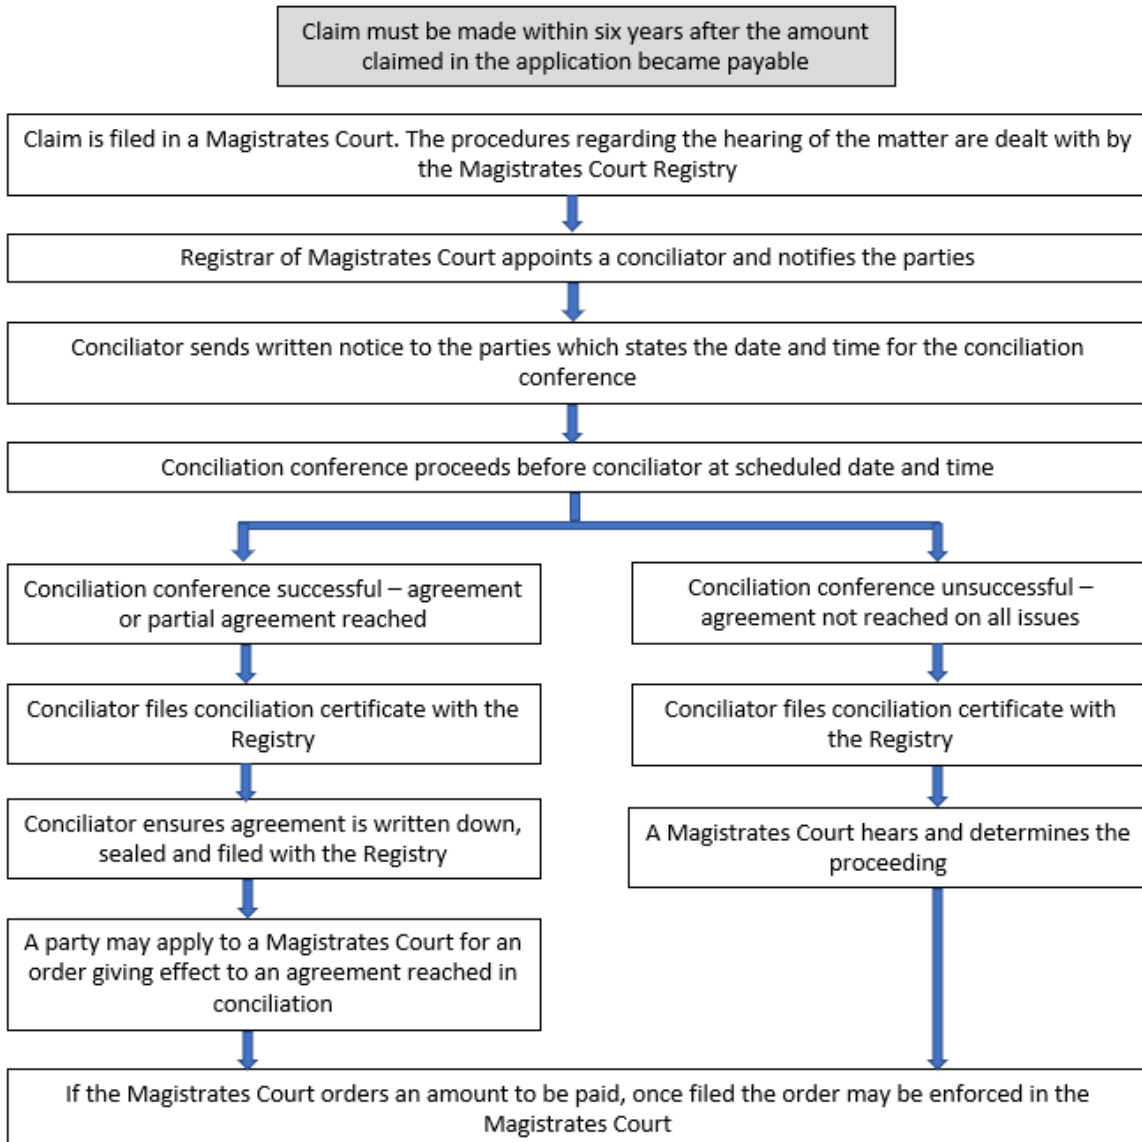 Claim must be made within six years after the amount
claimed in the application became payable
Claim is filed in a Magistrates Court. The procedures regarding the hearing of the matter are dealt with by
the Magistrates Court Registry
Registrar of Magistrates Court appoints a conciliator and notifies the parties
Conciliator sends written notice to the parties which states the date and time for the conciliation
conference
Conciliation conference proceeds before conciliator at scheduled date and time
Conciliation conference successful – agreement
or partial agreement reached
Conciliator files conciliation certificate with the
Registry
Conciliator ensures agreement is written down,
sealed and filed with the Registry
A party may apply to a Magistrates Court for an
order giving effect to an agreement reached in
conciliation
Conciliation conference unsuccessful –
agreement not reached on all issues
Conciliator files conciliation certificate with
the Registry
A Magistrates Court hears and determines the
proceeding
If the Magistrates Court orders an amount to be paid, once filed the order may be enforced in the
Magistrates Court